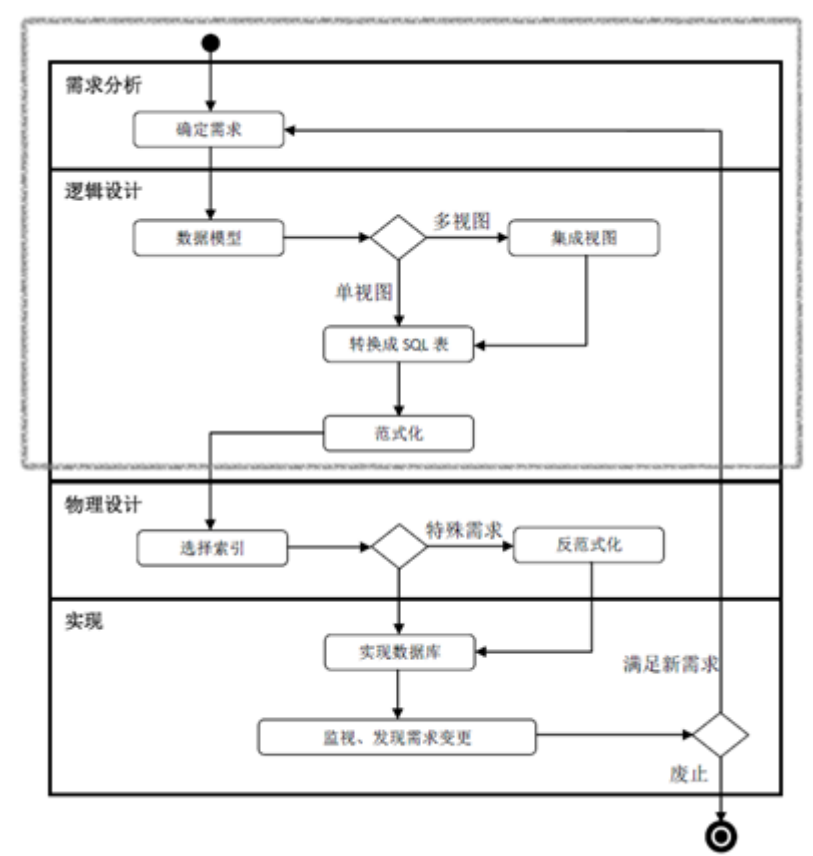 需求分析
确定需求
逻辑设计
数据模型
多视图
集成视图
单视图
转换成 SQL 表
范式化
物理设计
选择索引
特殊需求
反范式化
实现
实现数据库
满足新需求
监视、发现需求变更
废止